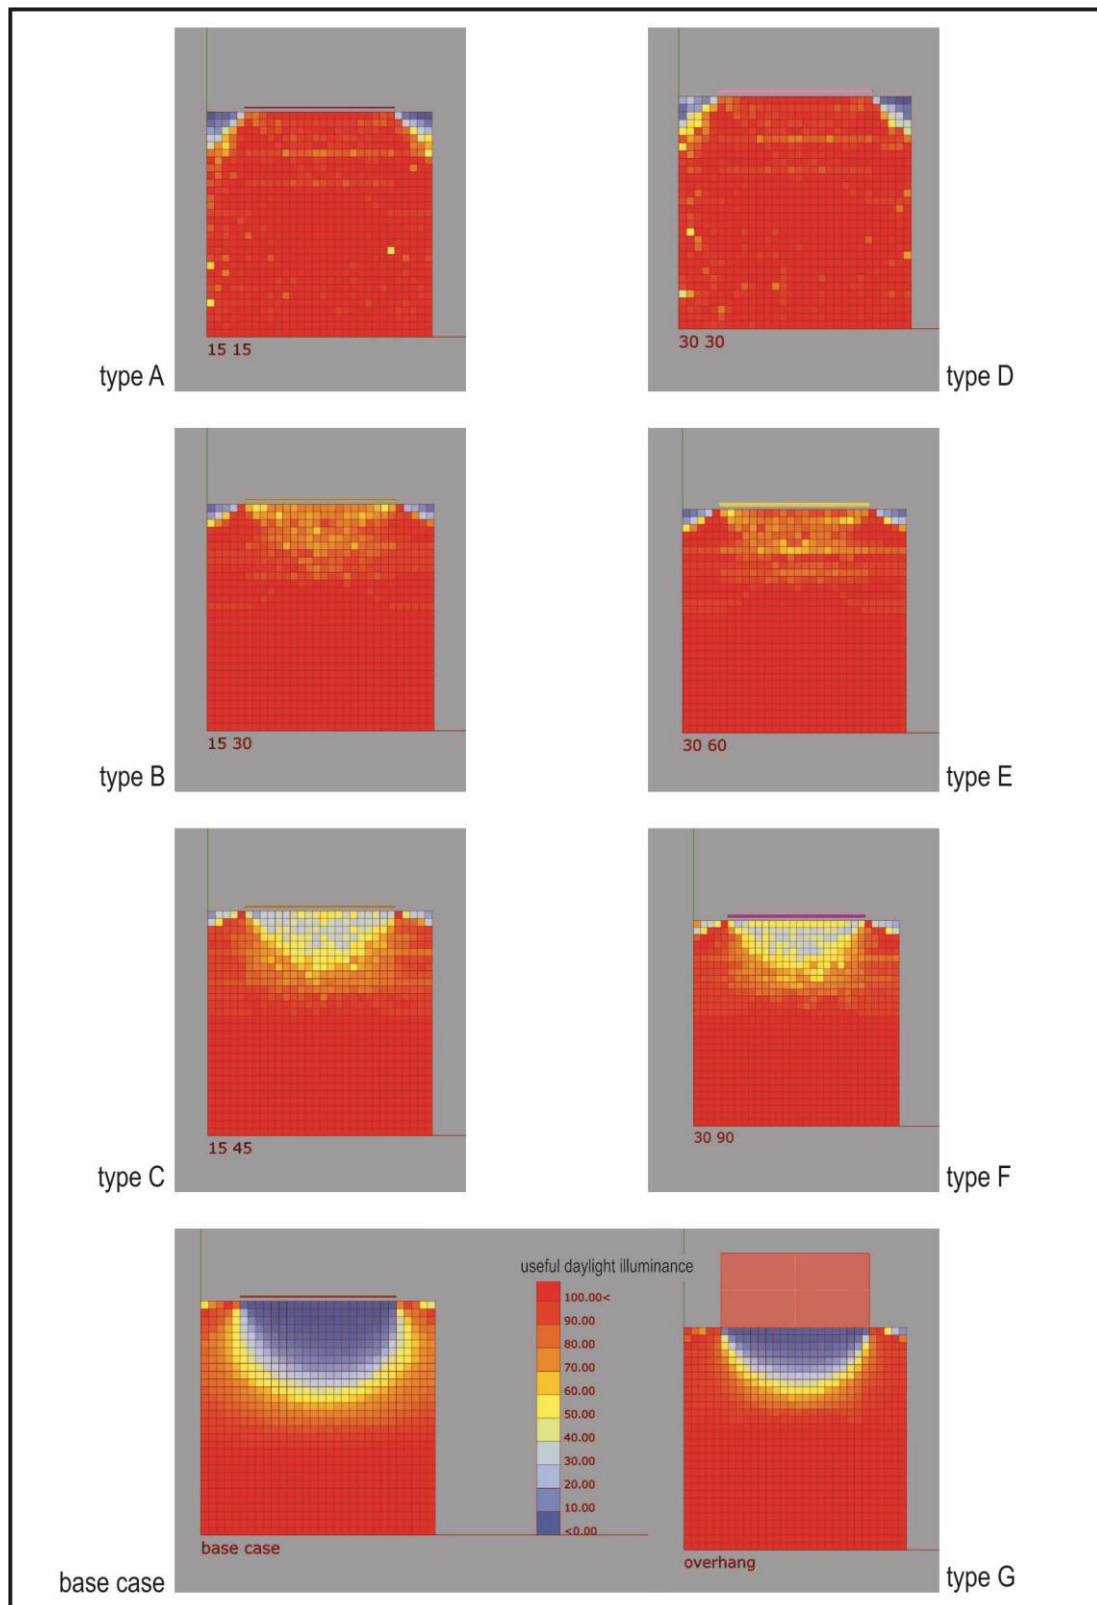 15 15
type A
30 30
type D
15 30
type B
30 60
type E
15 45
type C
30 90
type F
useful daylight illuminance
100.00<
90.00
80.00
70.00
60.00
50.00
40.00
30.00
20.00
10.00
<0.00
base case
base case
overhang
type G